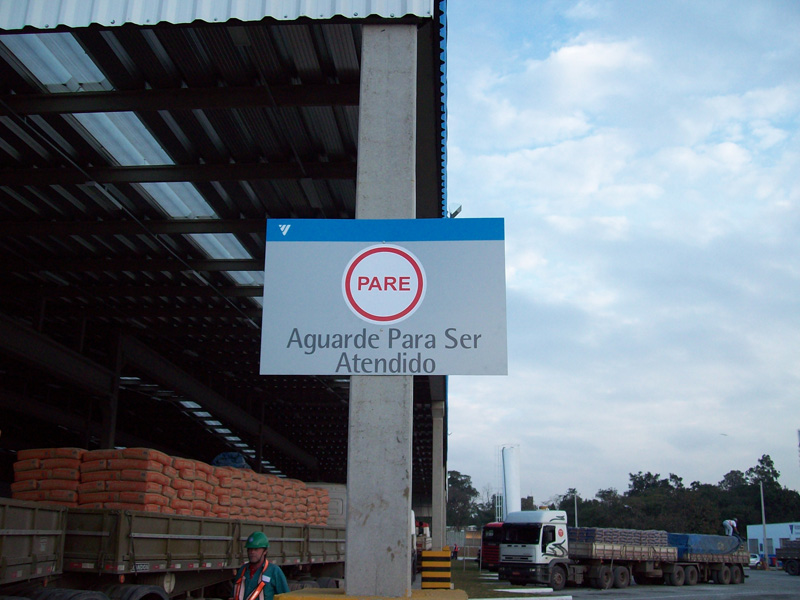 PARE
Aguarde Para Ser
Atendido